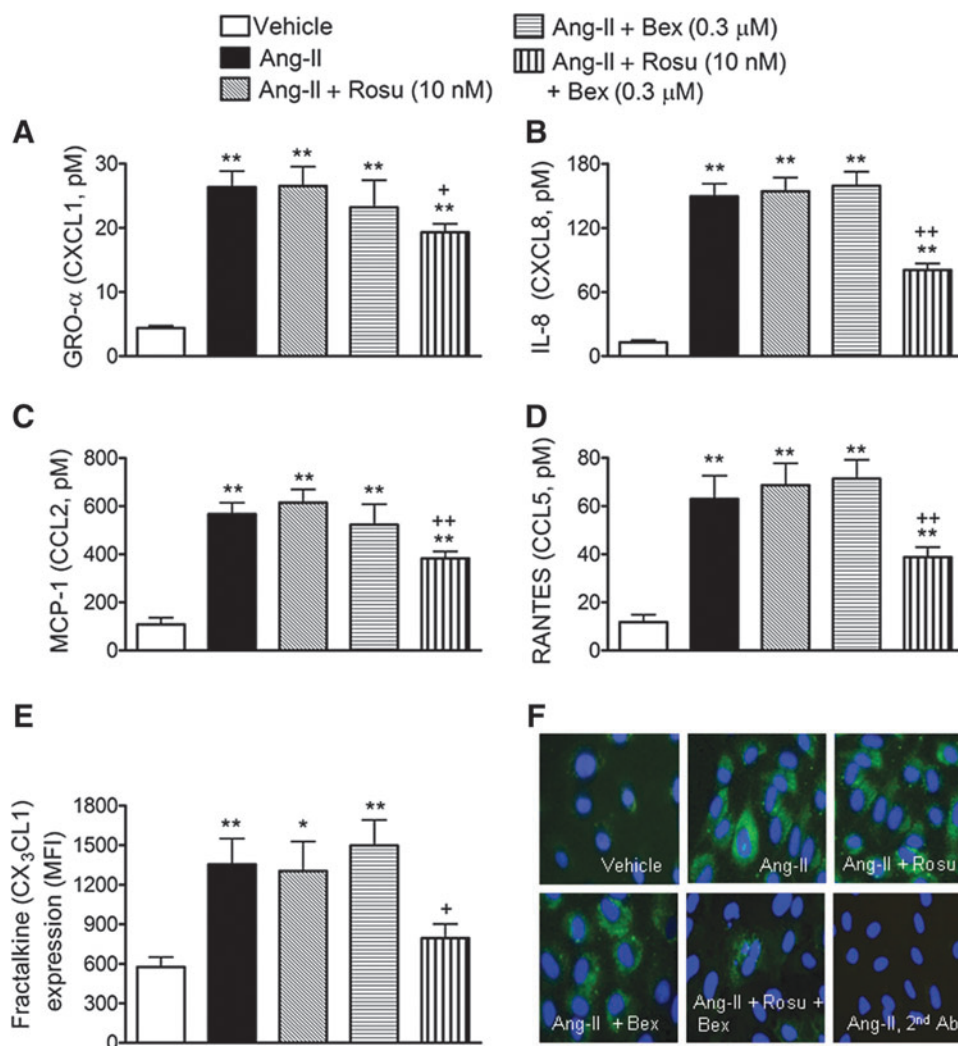 Vehicle
Ang-II
Ang-II + Rosu (10 nM)
Ang-II + Bex (0.3 μM)
Ang-II + Rosu (10 nM)
+ Bex (0.3 μM)
A
GRO-α (CXCL1, pM)
30
20
10
0
**
**
**
+
**
B
IL-8 (CXCL8, pM)
180
120
60
0
**
**
**
++
**
C
MCP-1 (CCL2, pM)
800
600
400
200
0
**
**
**
++
**
D
RANTES (CCL5, pM)
80
60
40
20
0
**
**
**
++
**
E
Fractalkine (CX₃CL1)
expression (MFI)
1800
1500
1200
900
600
300
0
**
*
**
+
F
Vehicle
Ang-II
Ang-II + Rosu
Ang-II + Bex
Ang-II + Rosu +
Bex
Ang-II, 2ⁿᵈ Ab